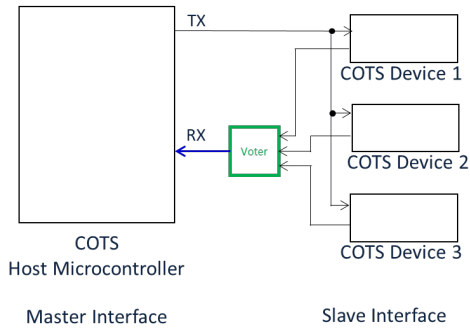 TX
COTS Device 1
RX
Voter
COTS Device 2
COTS
Host Microcontroller
COTS Device 3
Master Interface
Slave Interface